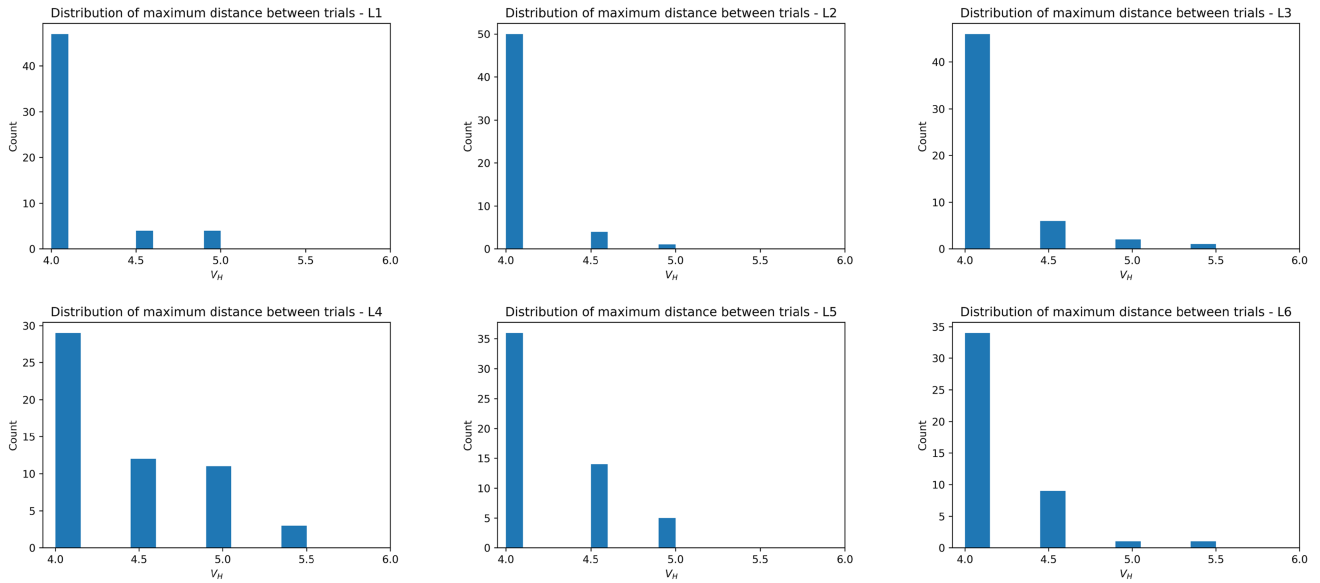 Distribution of maximum distance between trials - L1
Count
40
30
20
10
0
4.0 4.5 5.0 5.5 6.0
V_H
Distribution of maximum distance between trials - L2
Count
50
40
30
20
10
0
4.0 4.5 5.0 5.5 6.0
V_H
Distribution of maximum distance between trials - L3
Count
40
30
20
10
0
4.0 4.5 5.0 5.5 6.0
V_H
Distribution of maximum distance between trials - L4
Count
30
25
20
15
10
5
0
4.0 4.5 5.0 5.5 6.0
V_H
Distribution of maximum distance between trials - L5
Count
35
30
25
20
15
10
5
0
4.0 4.5 5.0 5.5 6.0
V_H
Distribution of maximum distance between trials - L6
Count
35
30
25
20
15
10
5
0
4.0 4.5 5.0 5.5 6.0
V_H